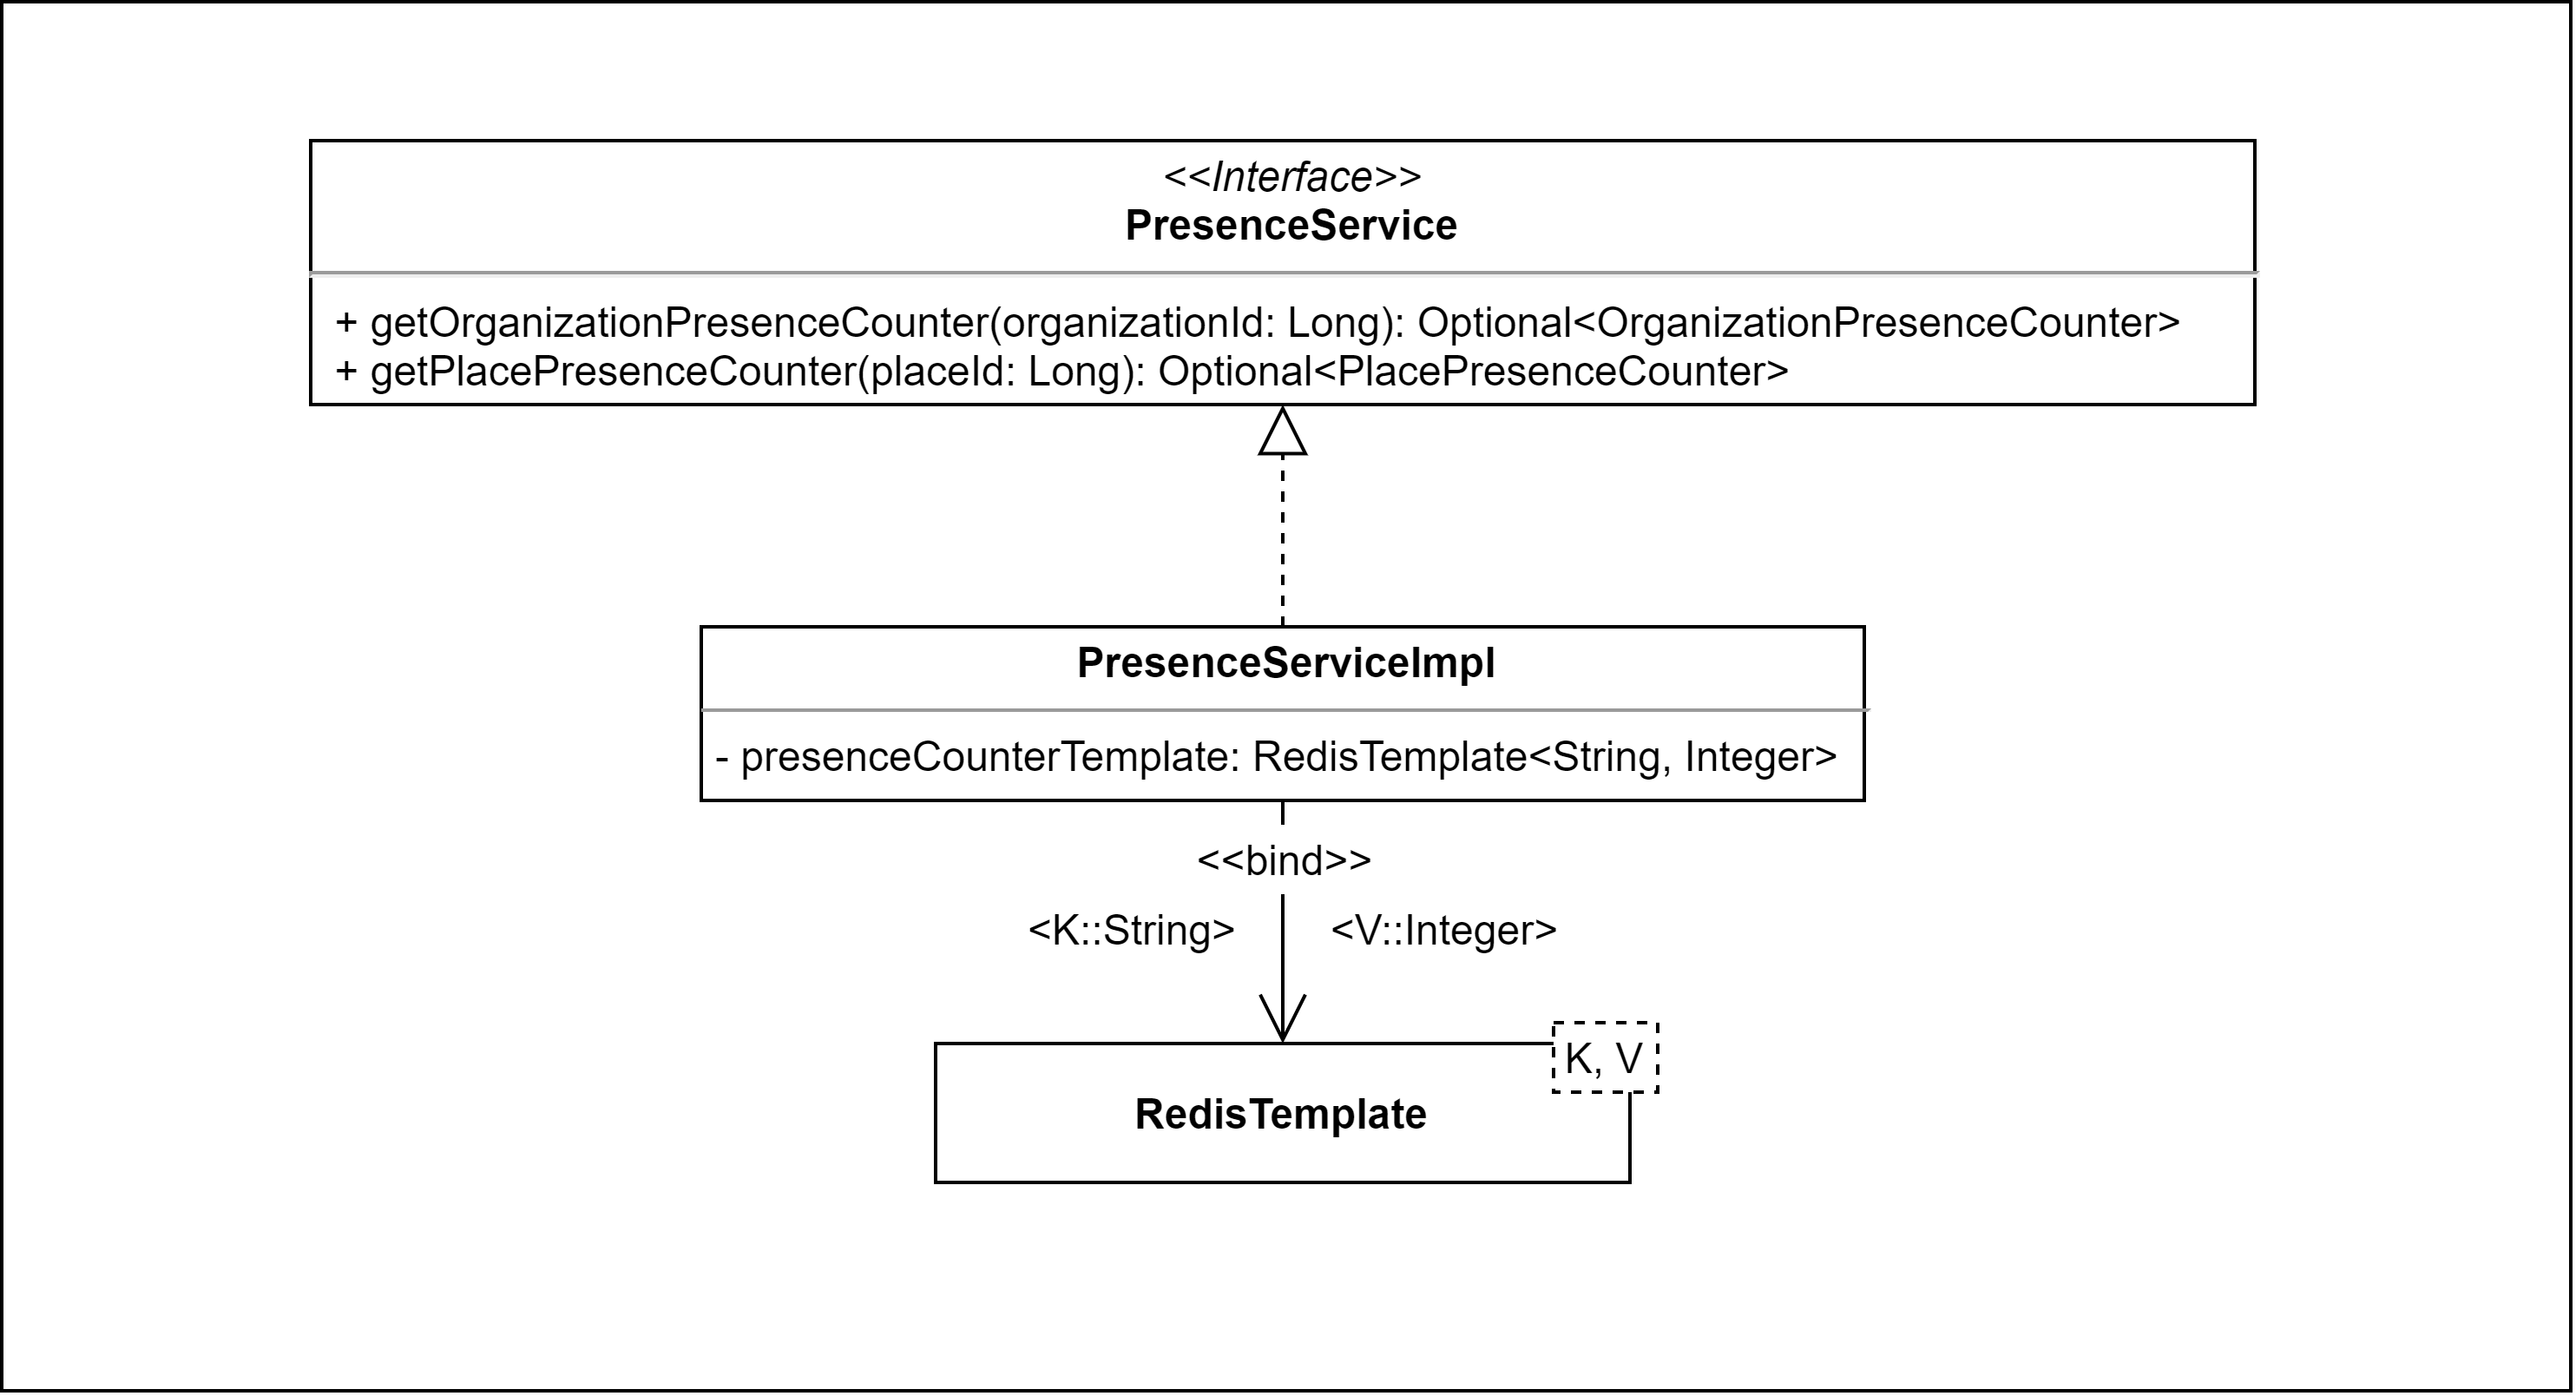 <<Interface>>
PresenceService
+ getOrganizationPresenceCounter(organizationId: Long): Optional<OrganizationPresenceCounter>
+ getPlacePresenceCounter(placeId: Long): Optional<PlacePresenceCounter>
PresenceServiceImpl
- presenceCounterTemplate: RedisTemplate<String, Integer>
<<bind>>
<K::String>
<V::Integer>
K, V
RedisTemplate